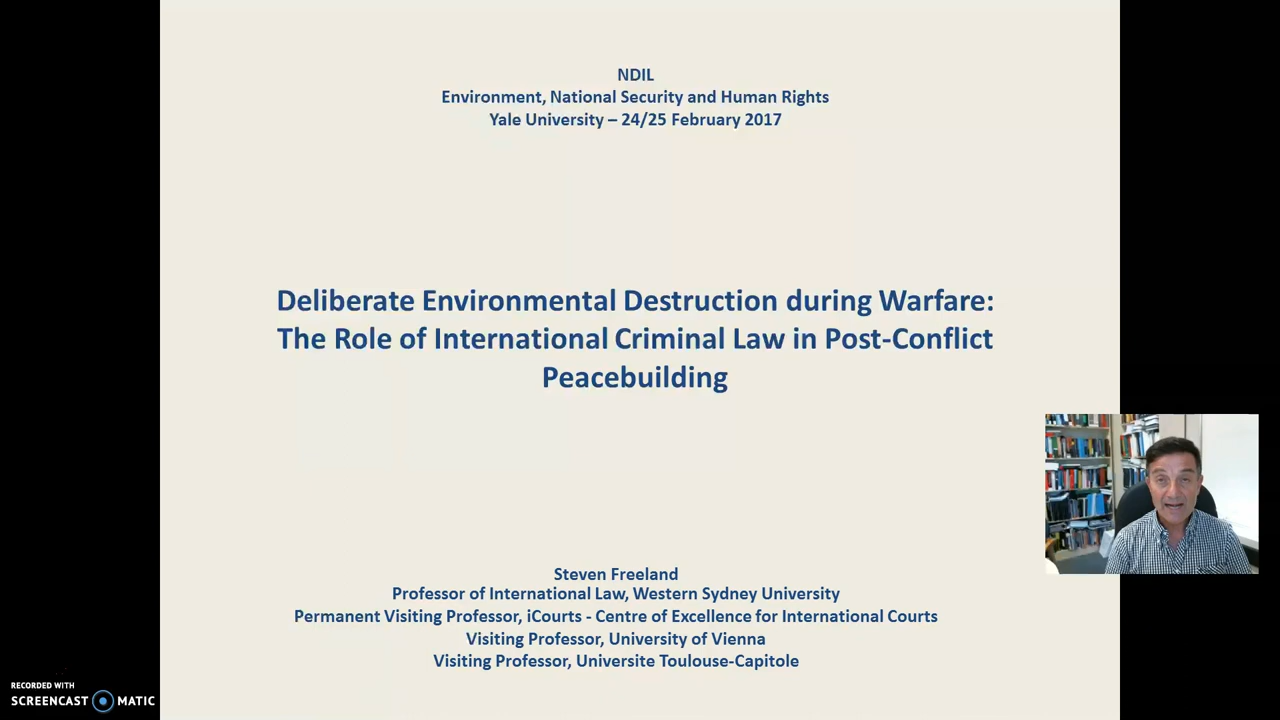 NDIL
Environment, National Security and Human Rights
Yale University – 24/25 February 2017
Deliberate Environmental Destruction during Warfare:
The Role of International Criminal Law in Post-Conflict
Peacebuilding
Steven Freeland
Professor of International Law, Western Sydney University
Permanent Visiting Professor, iCourts - Centre of Excellence for International Courts
Visiting Professor, University of Vienna
Visiting Professor, Universite Toulouse-Capitole
RECORDED WITH
SCREENCAST MATIC